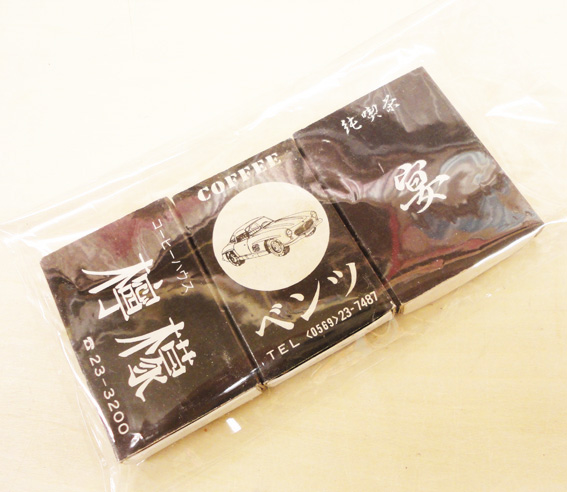 コーヒーハウス
檸檬
☎23-3200
COFFEE
ベンツ
TEL〈0569〉23-7487
純喫茶
宴